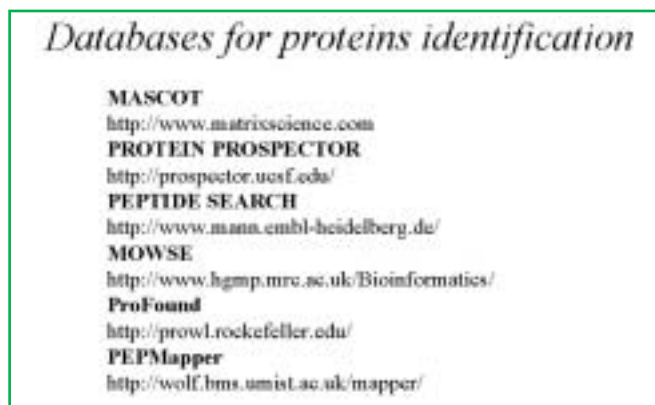 Databases for proteins identification
MASCOT
http://www.matrixscience.com
PROTEIN PROSPECTOR
http://prospector.ucsf.edu/
PEPTIDE SEARCH
http://www.mann.embl-heidelberg.de/
MOWSE
http://www.hgmp.mrc.ac.uk/Bioinformatics/
ProFound
http://prowl.rockefeller.edu/
PEPMapper
http://wolf.bms.umist.ac.uk/mapper/